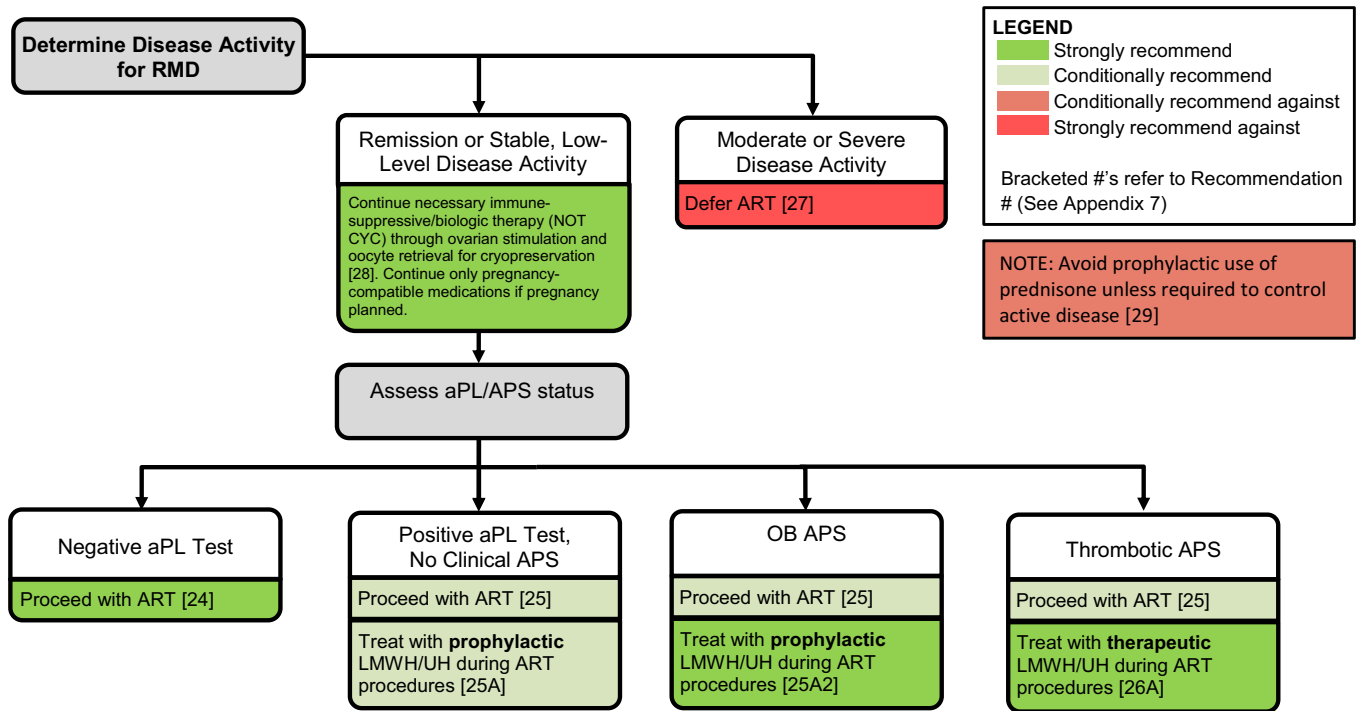 Determine Disease Activity
for RMD
LEGEND
Strongly recommend
Conditionally recommend
Conditionally recommend against
Strongly recommend against
Bracketed #'s refer to Recommendation
# (See Appendix 7)
Remission or Stable, Low-
Level Disease Activity
Continue necessary immune-
suppressive/biologic therapy (NOT
CYC) through ovarian stimulation and
oocyte retrieval for cryopreservation
[28]. Continue only pregnancy-
compatible medications if pregnancy
planned.
Moderate or Severe
Disease Activity
Defer ART [27]
NOTE: Avoid prophylactic use of
prednisone unless required to control
active disease [29]
Assess aPL/APS status
Negative aPL Test
Proceed with ART [24]
Positive aPL Test,
No Clinical APS
Proceed with ART [25]
Treat with prophylactic
LMWH/UH during ART
procedures [25A]
OB APS
Proceed with ART [25]
Treat with prophylactic
LMWH/UH during ART
procedures [25A2]
Thrombotic APS
Proceed with ART [25]
Treat with therapeutic
LMWH/UH during ART
procedures [26A]